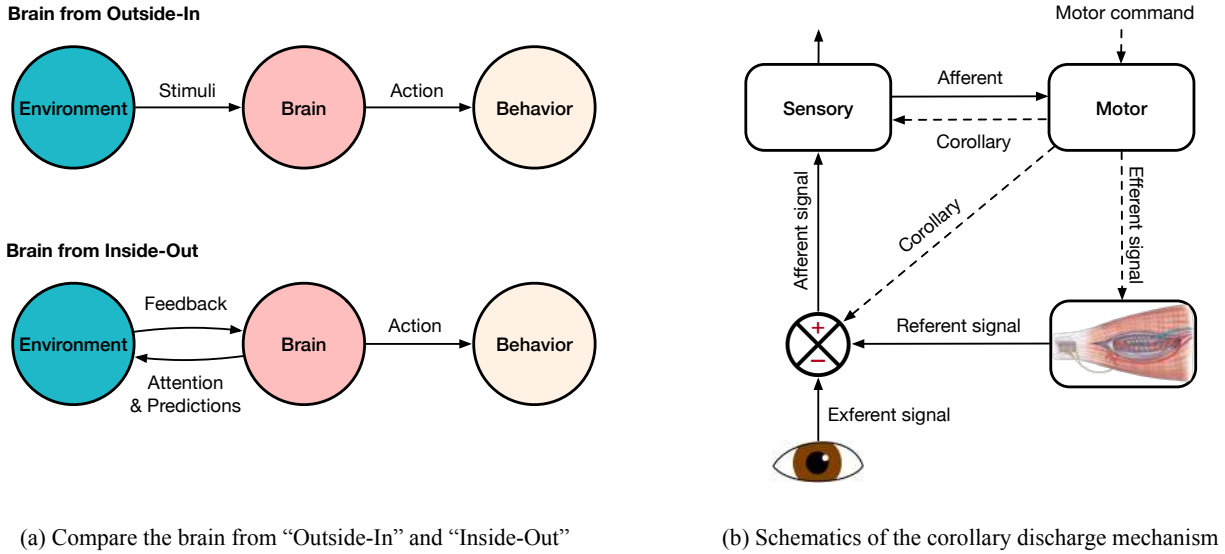 Brain from Outside-In
Environment
Stimuli
Brain
Action
Behavior
Brain from Inside-Out
Environment
Feedback
Attention
& Predictions
Brain
Action
Behavior
(a) Compare the brain from “Outside-In” and “Inside-Out”
Motor command
Sensory
Afferent
Corollary
Motor
Afferent signal
Corollary
Efferent signal
+
−
Referent signal
Exferent signal
(b) Schematics of the corollary discharge mechanism